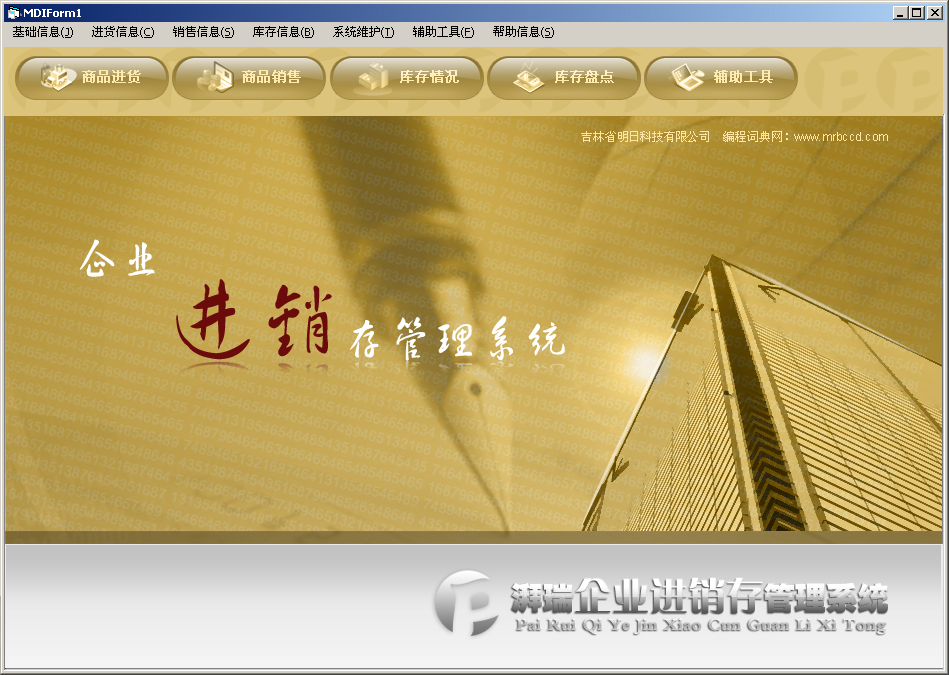 MDIForm1
基础信息(J) 进货信息(C) 销售信息(S) 库存信息(B) 系统维护(T) 辅助工具(F) 帮助信息(S)
商品进货 商品销售 库存情况 库存盘点 辅助工具
吉林省明日科技有限公司 编程词典网：www.mrbccd.com
企业
进销存管理系统
湃瑞企业进销存管理系统
Pai Rui Qi Ye Jin Xiao Cun Guan Li Xi Tong